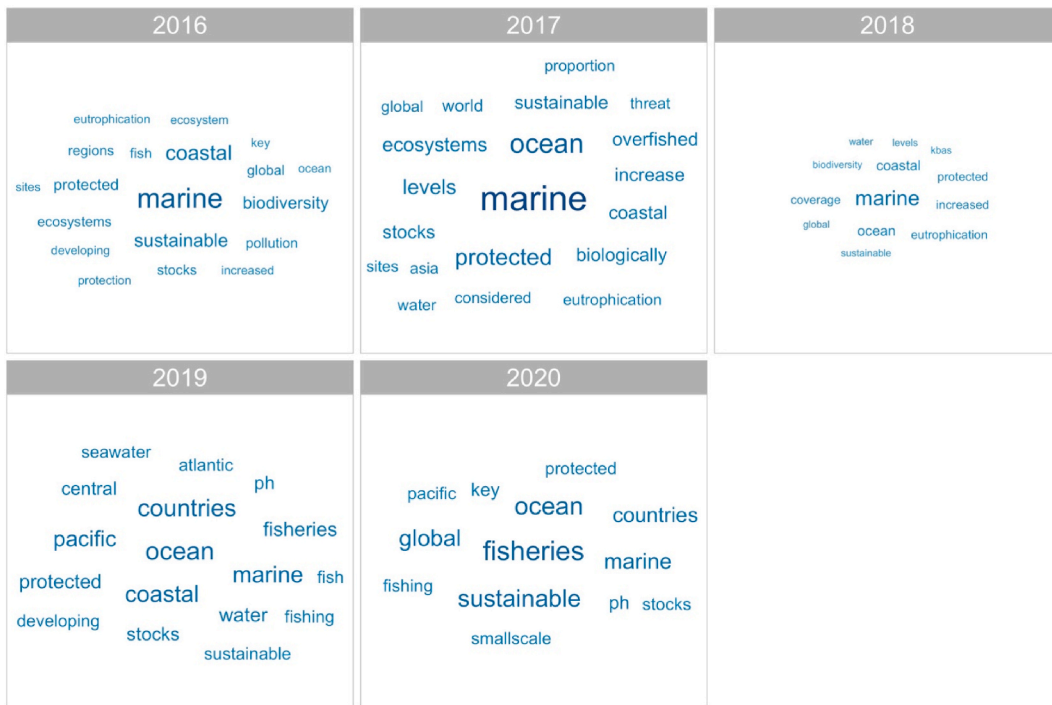 2016
eutrophication ecosystem
key
regions fish coastal
global ocean
sites protected
marine biodiversity
ecosystems
sustainable pollution
developing
stocks increased
protection
2017
proportion
global world sustainable threat
ecosystems ocean overfished
levels increase
marine
coastal
stocks
protected biologically
sites asia
water considered eutrophication
2018
water levels kbas
biodiversity coastal
protected
coverage marine increased
global ocean eutrophication
sustainable
2019
seawater
atlantic
central ph
countries
fisheries
pacific
ocean
protected marine fish
coastal
developing water fishing
stocks
sustainable
2020
protected
pacific key
ocean
countries
global
fisheries
marine
fishing
sustainable ph stocks
smallscale